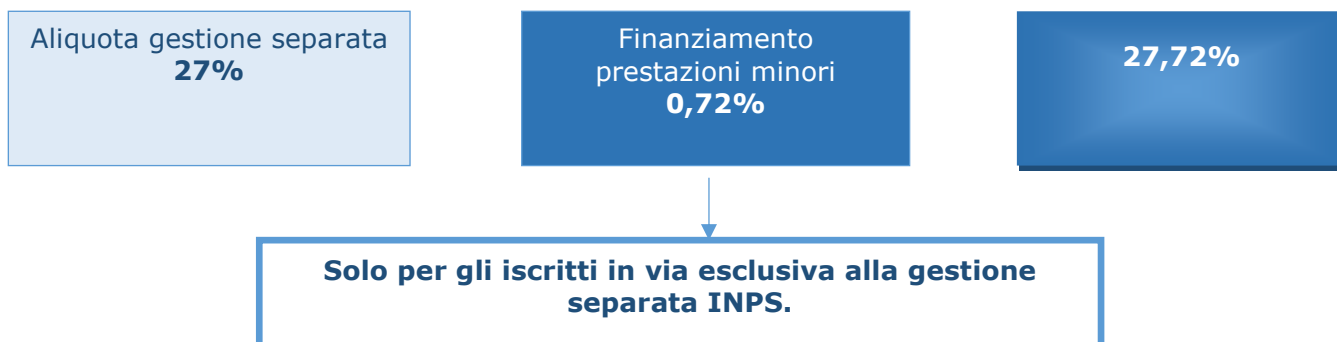 Aliquota gestione separata
27%
Finanziamento
prestazioni minori
0,72%
27,72%
Solo per gli iscritti in via esclusiva alla gestione
separata INPS.